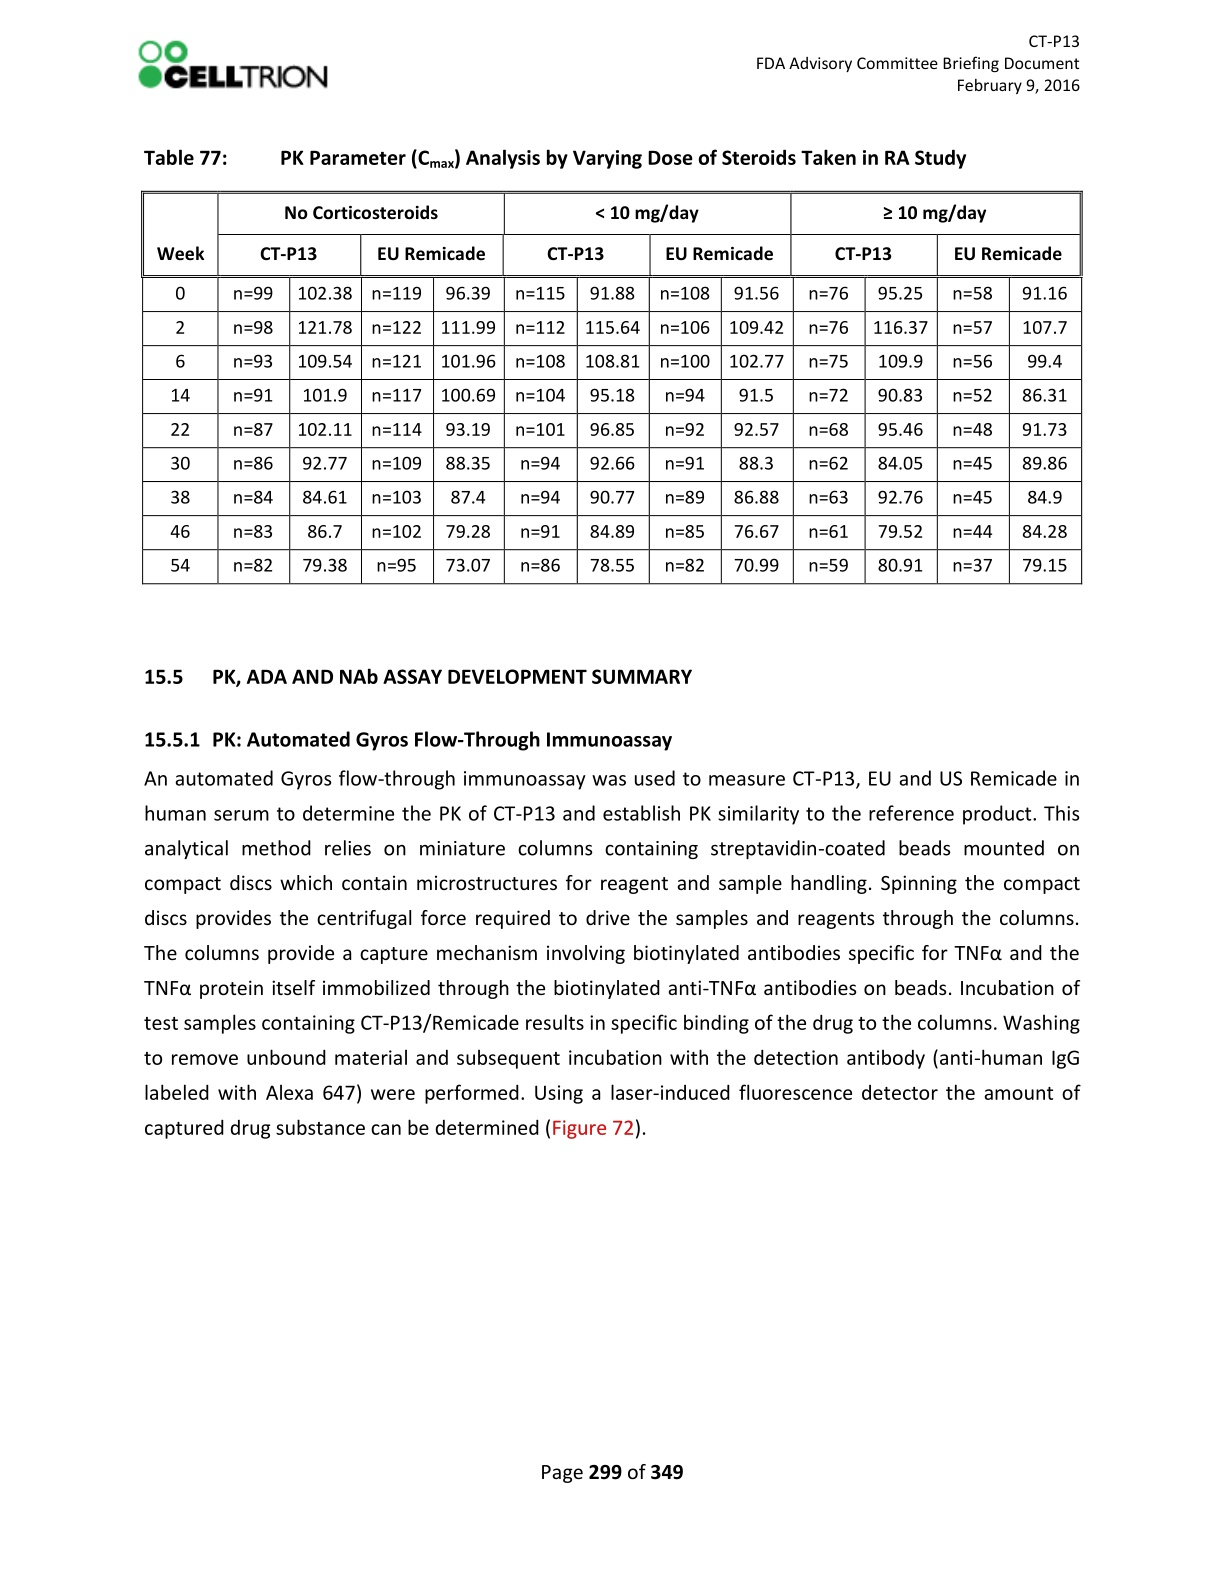 CELLTRION
CT-P13
FDA Advisory Committee Briefing Document
February 9, 2016
Table 77: PK Parameter (Cmax) Analysis by Varying Dose of Steroids Taken in RA Study
No Corticosteroids < 10 mg/day ≥ 10 mg/day
Week CT-P13 EU Remicade CT-P13 EU Remicade CT-P13 EU Remicade
0 n=99 102.38 n=119 96.39 n=115 91.88 n=108 91.56 n=76 95.25 n=58 91.16
2 n=98 121.78 n=122 111.99 n=112 115.64 n=106 109.42 n=76 116.37 n=57 107.7
6 n=93 109.54 n=121 101.96 n=108 108.81 n=100 102.77 n=75 109.9 n=56 99.4
14 n=91 101.9 n=117 100.69 n=104 95.18 n=94 91.5 n=72 90.83 n=52 86.31
22 n=87 102.11 n=114 93.19 n=101 96.85 n=92 92.57 n=68 95.46 n=48 91.73
30 n=86 92.77 n=109 88.35 n=94 92.66 n=91 88.3 n=62 84.05 n=45 89.86
38 n=84 84.61 n=103 87.4 n=94 90.77 n=89 86.88 n=63 92.76 n=45 84.9
46 n=83 86.7 n=102 79.28 n=91 84.89 n=85 76.67 n=61 79.52 n=44 84.28
54 n=82 79.38 n=95 73.07 n=86 78.55 n=82 70.99 n=59 80.91 n=37 79.15
15.5 PK, ADA AND NAb ASSAY DEVELOPMENT SUMMARY
15.5.1 PK: Automated Gyros Flow-Through Immunoassay
An automated Gyros flow-through immunoassay was used to measure CT-P13, EU and US Remicade in
human serum to determine the PK of CT-P13 and establish PK similarity to the reference product. This
analytical method relies on miniature columns containing streptavidin-coated beads mounted on
compact discs which contain microstructures for reagent and sample handling. Spinning the compact
discs provides the centrifugal force required to drive the samples and reagents through the columns.
The columns provide a capture mechanism involving biotinylated antibodies specific for TNFα and the
TNFα protein itself immobilized through the biotinylated anti-TNFα antibodies on beads. Incubation of
test samples containing CT-P13/Remicade results in specific binding of the drug to the columns. Washing
to remove unbound material and subsequent incubation with the detection antibody (anti-human IgG
labeled with Alexa 647) were performed. Using a laser-induced fluorescence detector the amount of
captured drug substance can be determined (Figure 72).
Page 299 of 349